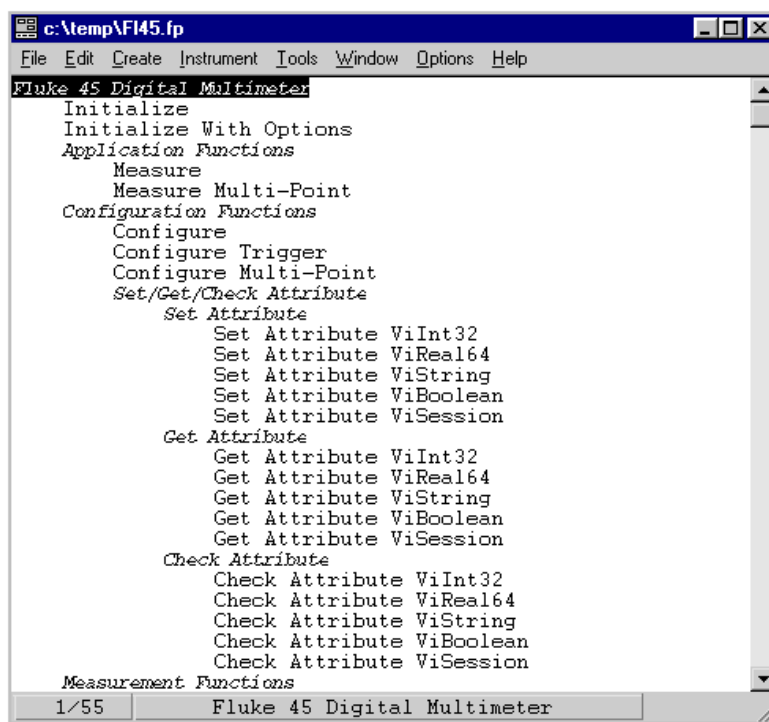 c:\temp\Fl45.fp
File Edit Create Instrument Tools Window Options Help
Fluke 45 Digital Multimeter
Initialize
Initialize With Options
Application Functions
Measure
Measure Multi-Point
Configuration Functions
Configure
Configure Trigger
Configure Multi-Point
Set/Get/Check Attribute
Set Attribute
Set Attribute ViInt32
Set Attribute ViReal64
Set Attribute ViString
Set Attribute ViBoolean
Set Attribute ViSession
Get Attribute
Get Attribute ViInt32
Get Attribute ViReal64
Get Attribute ViString
Get Attribute ViBoolean
Get Attribute ViSession
Check Attribute
Check Attribute ViInt32
Check Attribute ViReal64
Check Attribute ViString
Check Attribute ViBoolean
Check Attribute ViSession
Measurement Functions
1/55 Fluke 45 Digital Multimeter